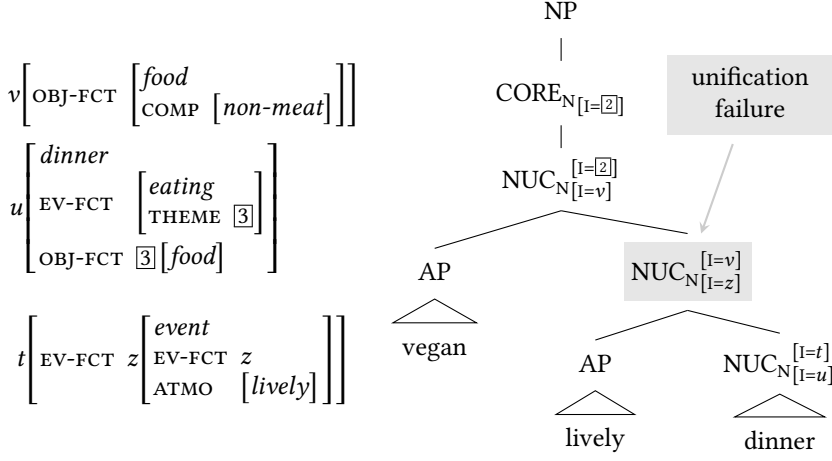 v[OBJ-FCT [food
COMP [non-meat]]]
u[dinner
EV-FCT [eating
THEME 3]
OBJ-FCT 3[food]]
t[EV-FCT z[event
EV-FCT z
ATMO [lively]]]
NP
CORE_N[I=2]
NUC_N[I=2][I=v]
unification
failure
AP
NUC_N[I=v][I=z]
vegan
AP
NUC_N[I=t][I=u]
lively
dinner